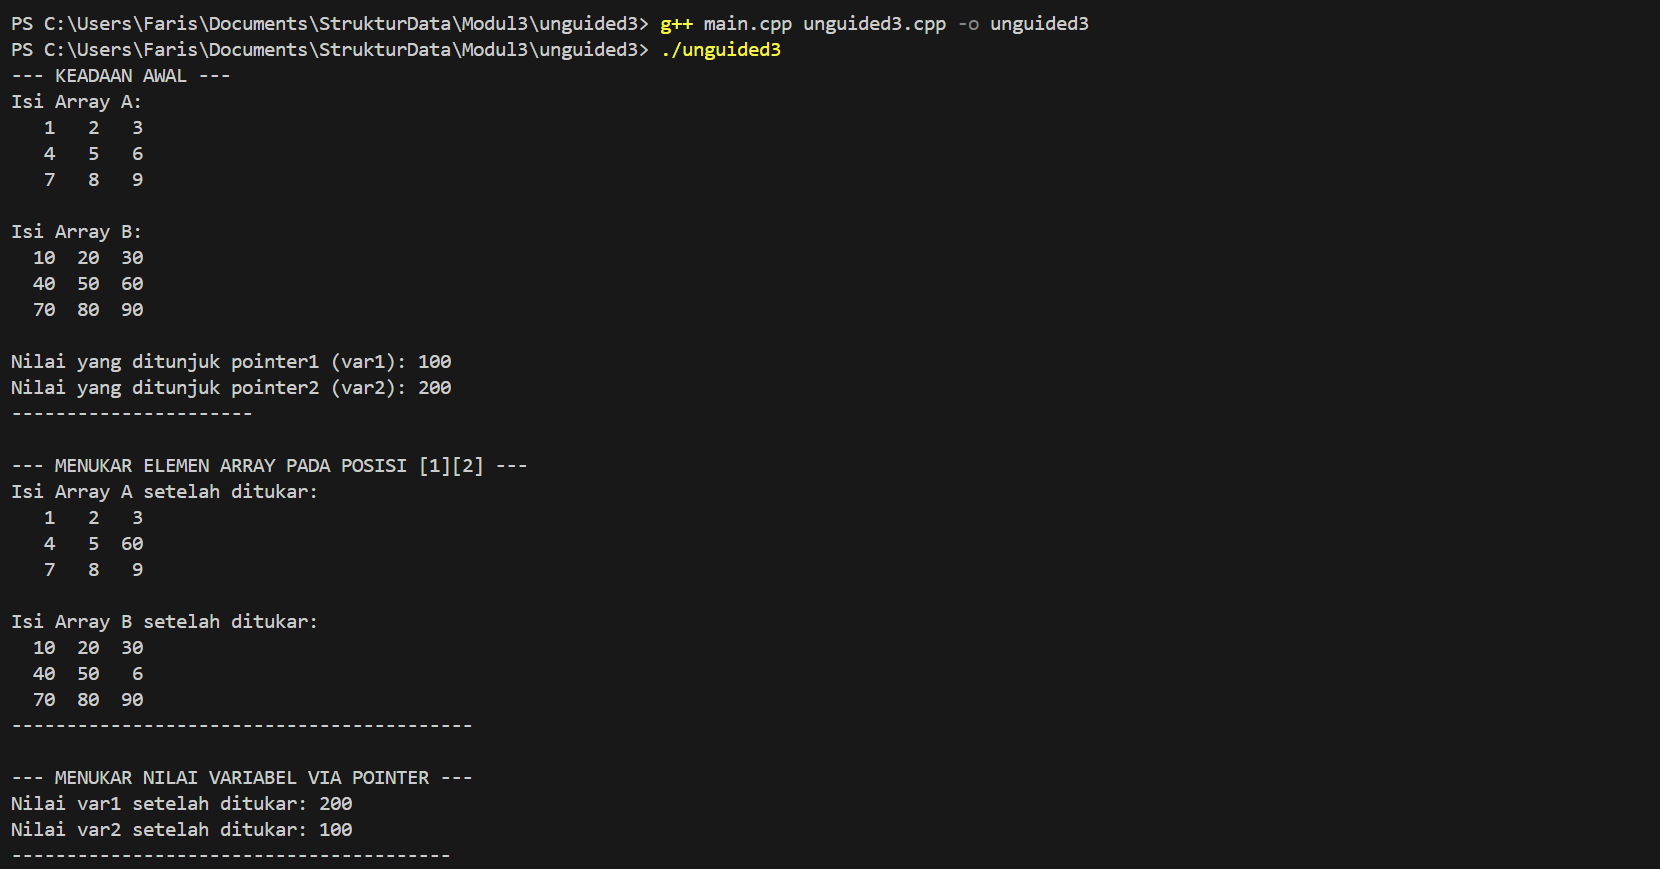 PS C:\Users\Faris\Documents\StrukturData\Modul3\unguided3> g++ main.cpp unguided3.cpp -o unguided3
PS C:\Users\Faris\Documents\StrukturData\Modul3\unguided3> ./unguided3
--- KEADAAN AWAL ---
Isi Array A:
   1   2   3
   4   5   6
   7   8   9

Isi Array B:
  10  20  30
  40  50  60
  70  80  90

Nilai yang ditunjuk pointer1 (var1): 100
Nilai yang ditunjuk pointer2 (var2): 200
----------------------

--- MENUKAR ELEMEN ARRAY PADA POSISI [1][2] ---
Isi Array A setelah ditukar:
   1   2   3
   4   5  60
   7   8   9

Isi Array B setelah ditukar:
  10  20  30
  40  50   6
  70  80  90
------------------------------------------

--- MENUKAR NILAI VARIABEL VIA POINTER ---
Nilai var1 setelah ditukar: 200
Nilai var2 setelah ditukar: 100
----------------------------------------